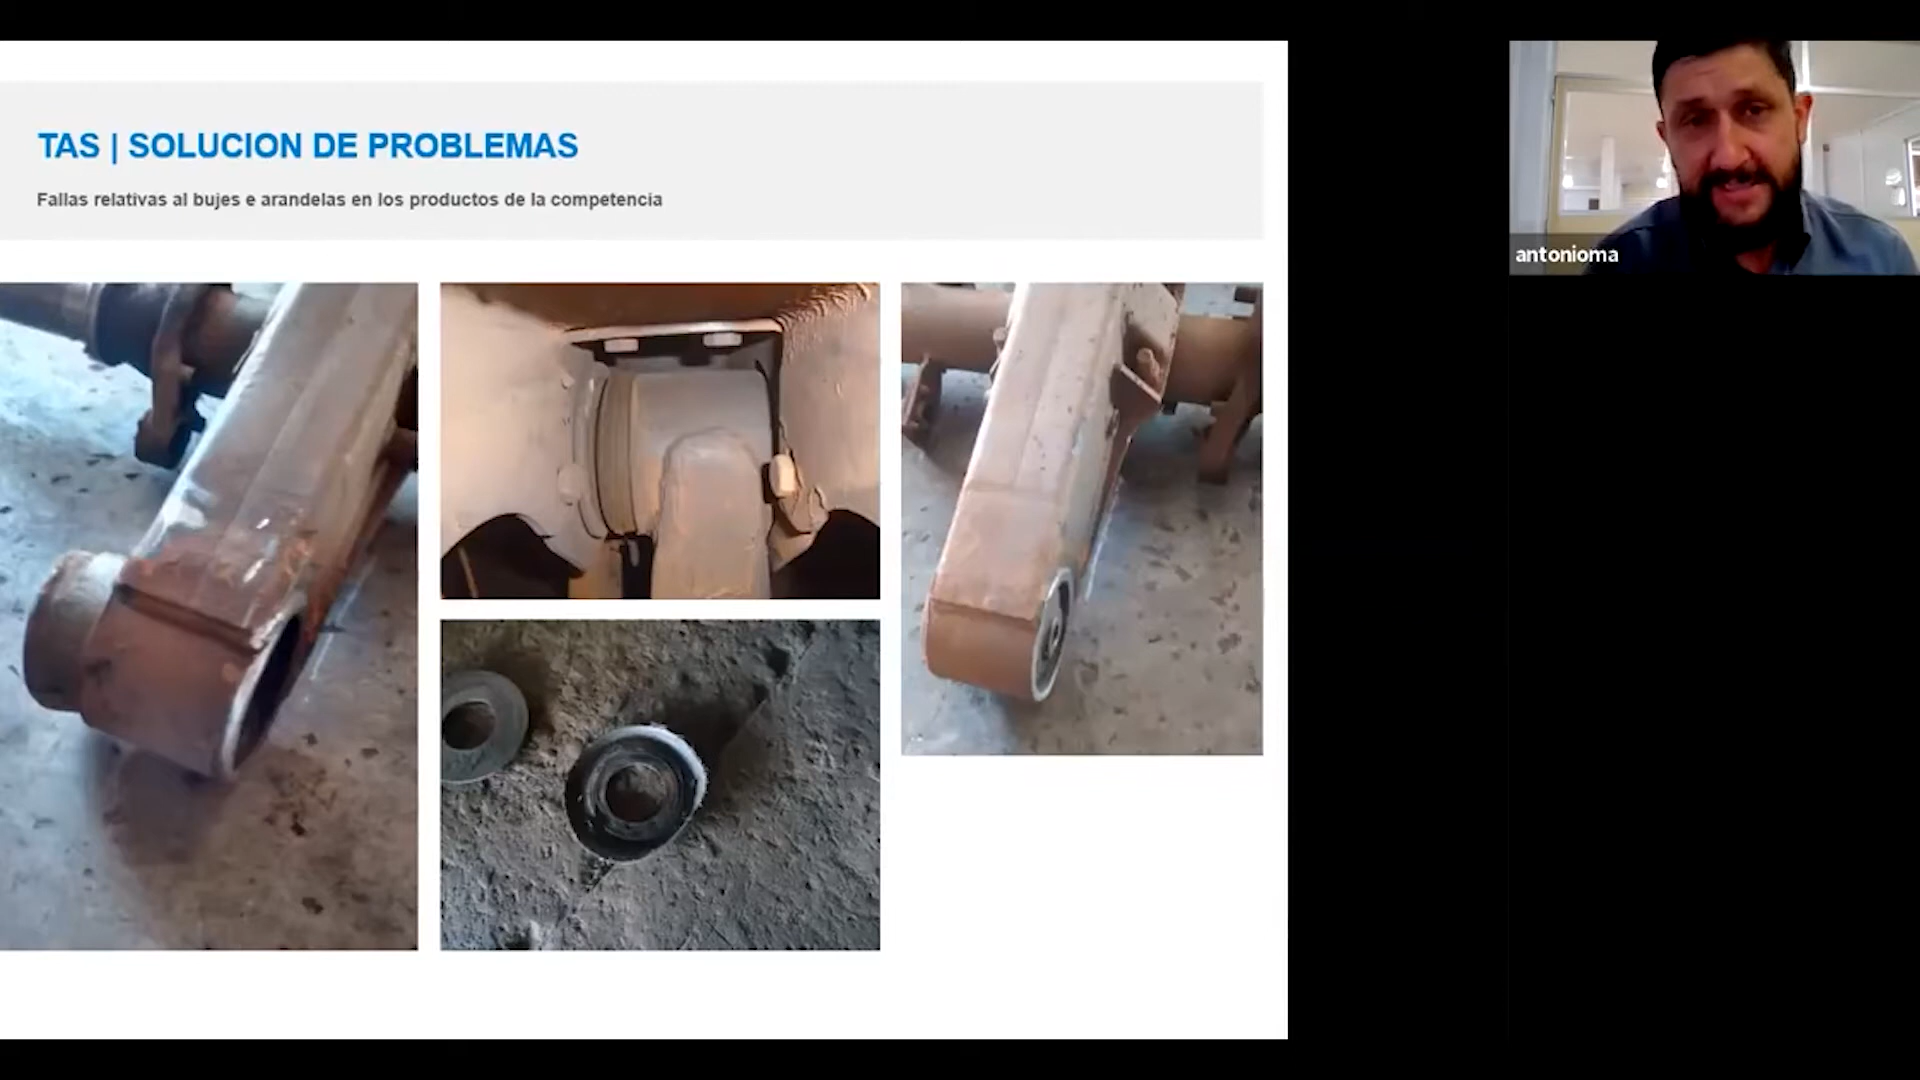 TAS | SOLUCION DE PROBLEMAS
Fallas relativas al bujes e arandelas en los productos de la competencia
antonioma